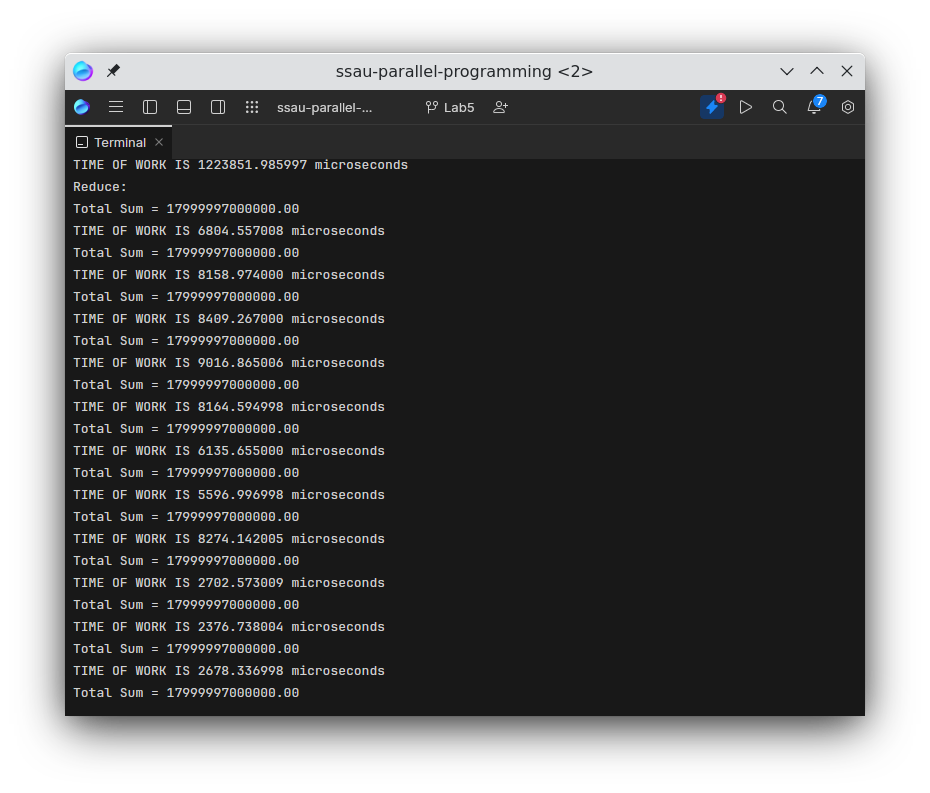 ssau-parallel-programming <2>
ssau-parallel-... Lab5 7
Terminal
TIME OF WORK IS 1223851.985997 microseconds
Reduce:
Total Sum = 17999997000000.00
TIME OF WORK IS 6804.557008 microseconds
Total Sum = 17999997000000.00
TIME OF WORK IS 8158.974000 microseconds
Total Sum = 17999997000000.00
TIME OF WORK IS 8409.267000 microseconds
Total Sum = 17999997000000.00
TIME OF WORK IS 9016.865006 microseconds
Total Sum = 17999997000000.00
TIME OF WORK IS 8164.594998 microseconds
Total Sum = 17999997000000.00
TIME OF WORK IS 6135.655000 microseconds
Total Sum = 17999997000000.00
TIME OF WORK IS 5596.996998 microseconds
Total Sum = 17999997000000.00
TIME OF WORK IS 8274.142005 microseconds
Total Sum = 17999997000000.00
TIME OF WORK IS 2702.573009 microseconds
Total Sum = 17999997000000.00
TIME OF WORK IS 2376.738004 microseconds
Total Sum = 17999997000000.00
TIME OF WORK IS 2678.336998 microseconds
Total Sum = 17999997000000.00